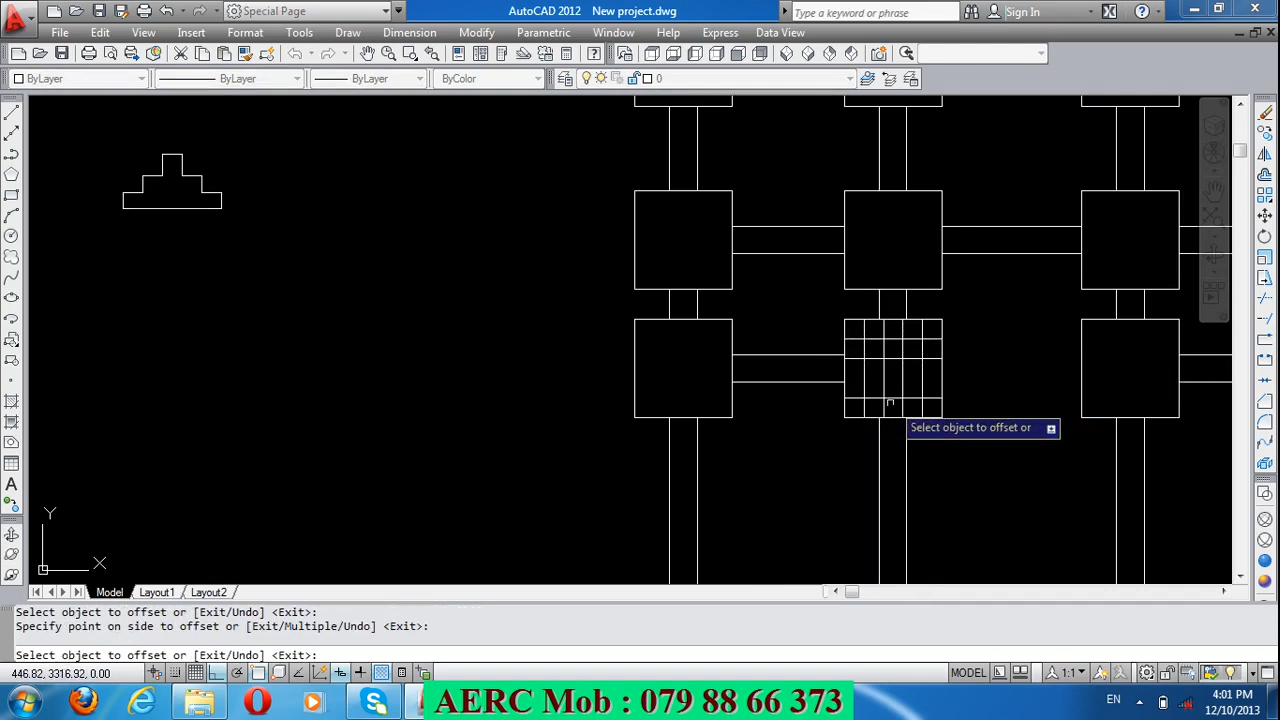 Special Page
AutoCAD 2012 New project.dwg
Type a keyword or phrase
Sign In
File Edit View Insert Format Tools Draw Dimension Modify Parametric Window Help Express Data View
ByLayer ByLayer ByLayer ByColor 0
Select object to offset or
Y
X
Model Layout1 Layout2
Select object to offset or [Exit/Undo] <Exit>:
Specify point on side to offset or [Exit/Multiple/Undo] <Exit>:
Select object to offset or [Exit/Undo] <Exit>:
446.82, 3316.92, 0.00 MODEL 1:1
EN 4:01 PM
12/10/2013
AERC Mob : 079 88 66 373